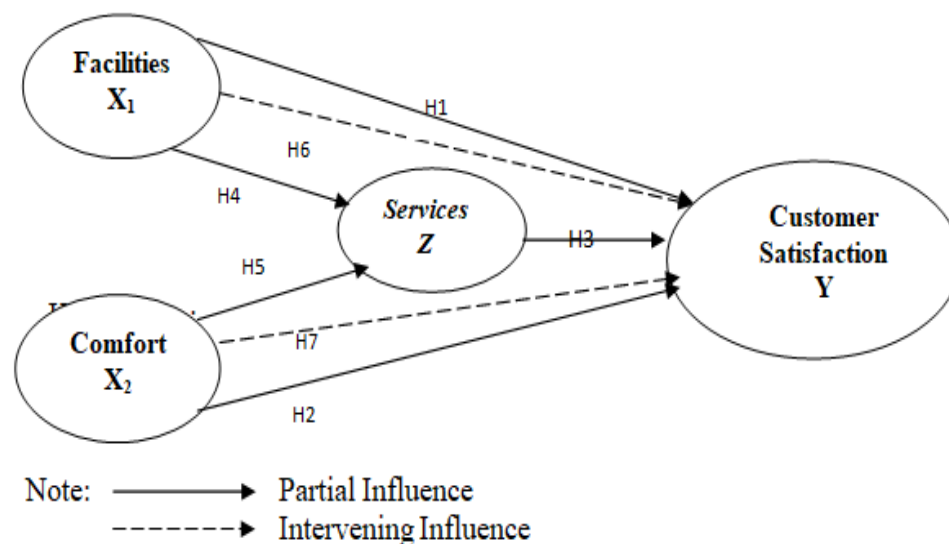 Facilities
X₁
H1
H6
H4
Services
Z
H3
Customer
Satisfaction
Y
H5
Comfort
X₂
H7
H2
Note:
Partial Influence
Intervening Influence